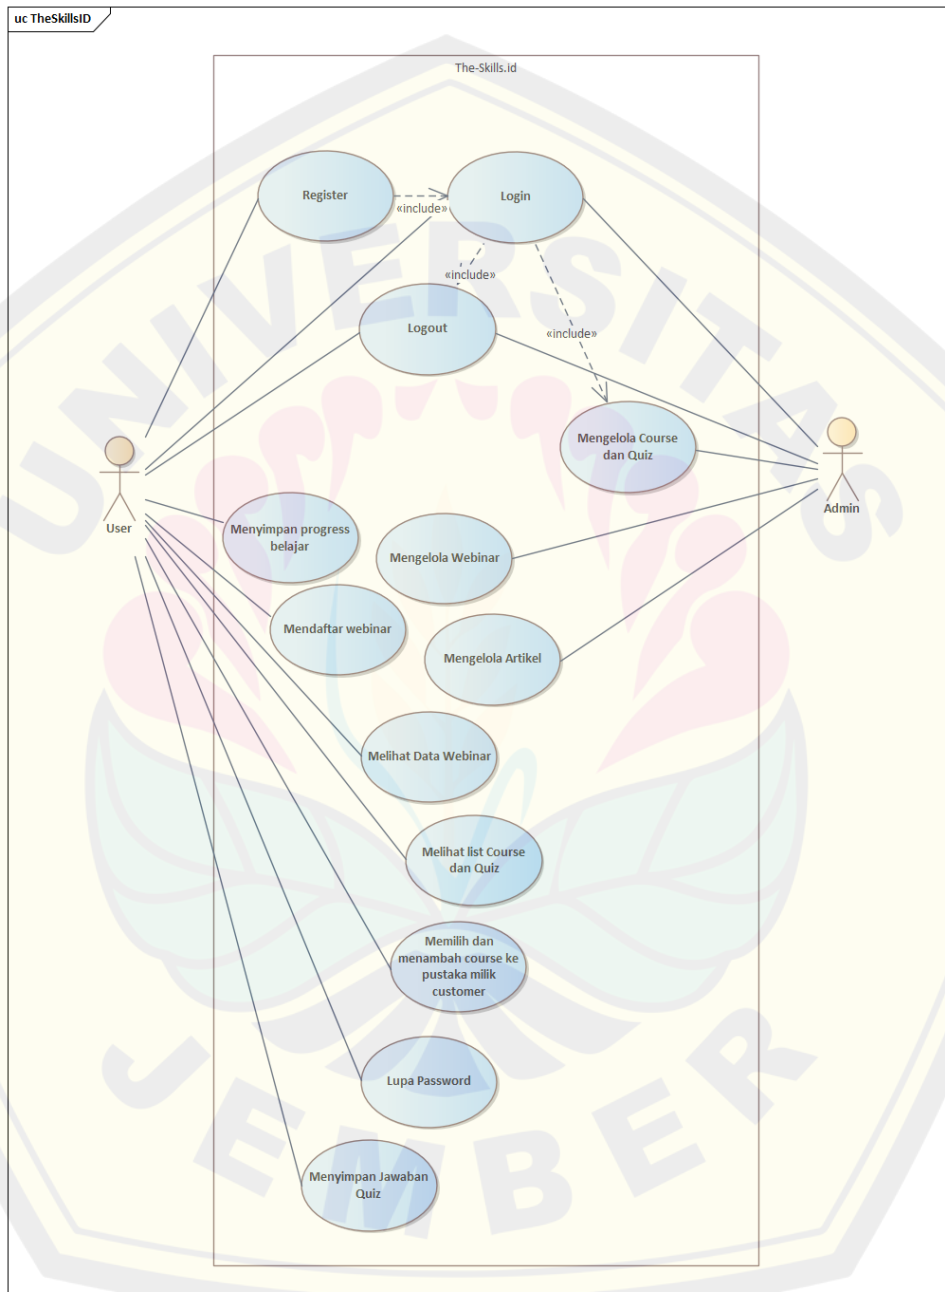 uc TheSkillsID
The-Skills.id
Register
Login
«include»
«include»
Logout
«include»
Mengelola Course
dan Quiz
User
Admin
Menyimpan progress
belajar
Mengelola Webinar
Mendaftar webinar
Mengelola Artikel
Melihat Data Webinar
Melihat list Course
dan Quiz
Memilih dan
menambah course ke
pustaka milik
customer
Lupa Password
Menyimpan Jawaban
Quiz
UNIVERSITAS
JEMBER